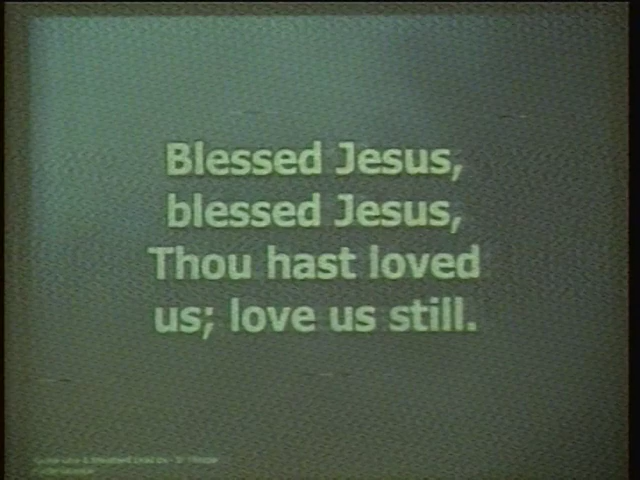 Blessed Jesus,
blessed Jesus,
Thou hast loved
us; love us still.